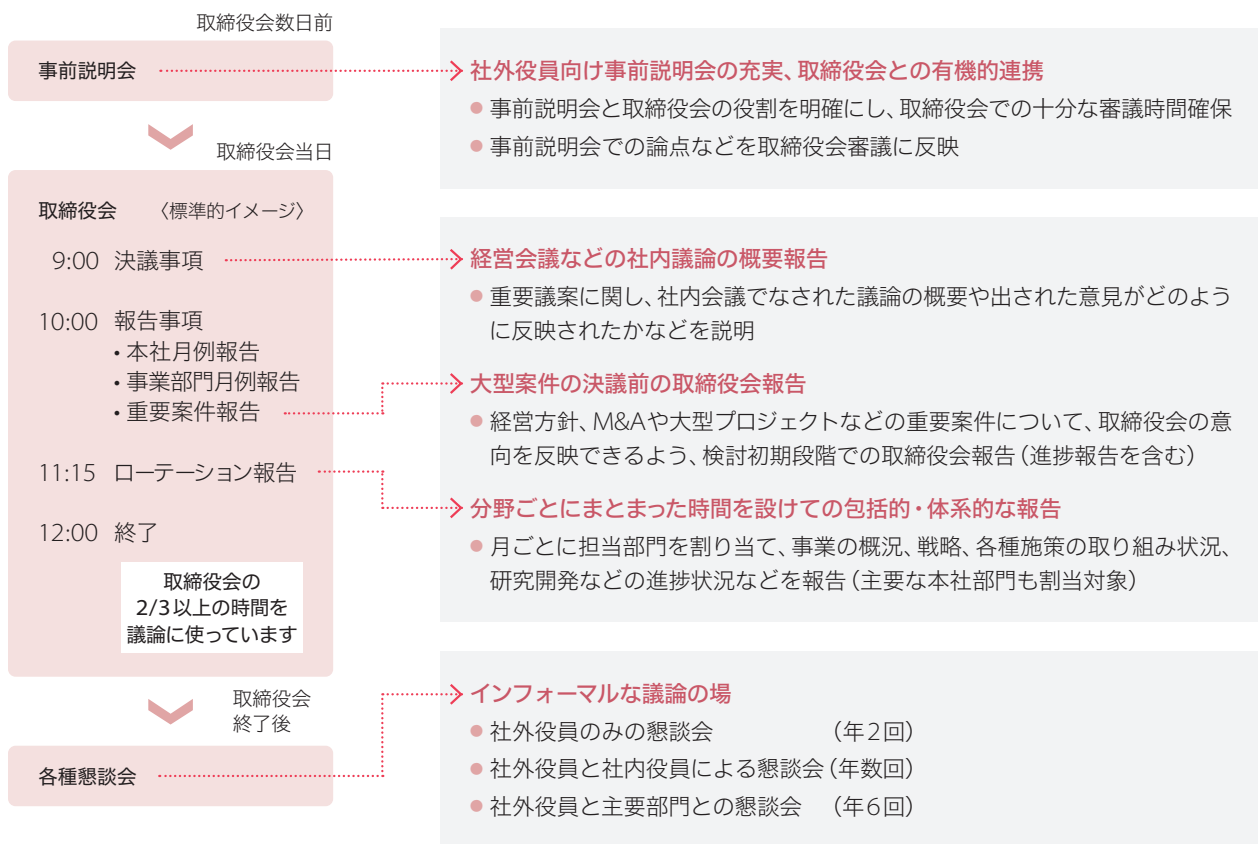 取締役会数日前
事前説明会
社外役員向け事前説明会の充実、取締役会との有機的連携
● 事前説明会と取締役会の役割を明確にし、取締役会での十分な審議時間確保
● 事前説明会での論点などを取締役会審議に反映
取締役会当日
取締役会 〈標準的イメージ〉
9:00 決議事項
経営会議などの社内議論の概要報告
● 重要議案に関し、社内会議でなされた議論の概要や出された意見がどのよう
に反映されたかなどを説明
10:00 報告事項
・本社月例報告
・事業部門月例報告
・重要案件報告
大型案件の決議前の取締役会報告
● 経営方針、M&Aや大型プロジェクトなどの重要案件について、取締役会の意
向を反映できるよう、検討初期段階での取締役会報告（進捗報告を含む）
11:15 ローテーション報告
分野ごとにまとまった時間を設けての包括的・体系的な報告
● 月ごとに担当部門を割り当て、事業の概況、戦略、各種施策の取り組み状況、
研究開発などの進捗状況などを報告（主要な本社部門も割当対象）
12:00 終了
取締役会の
2/3以上の時間を
議論に使っています
取締役会
終了後
各種懇談会
インフォーマルな議論の場
● 社外役員のみの懇談会 （年2回）
● 社外役員と社内役員による懇談会（年数回）
● 社外役員と主要部門との懇談会 （年6回）